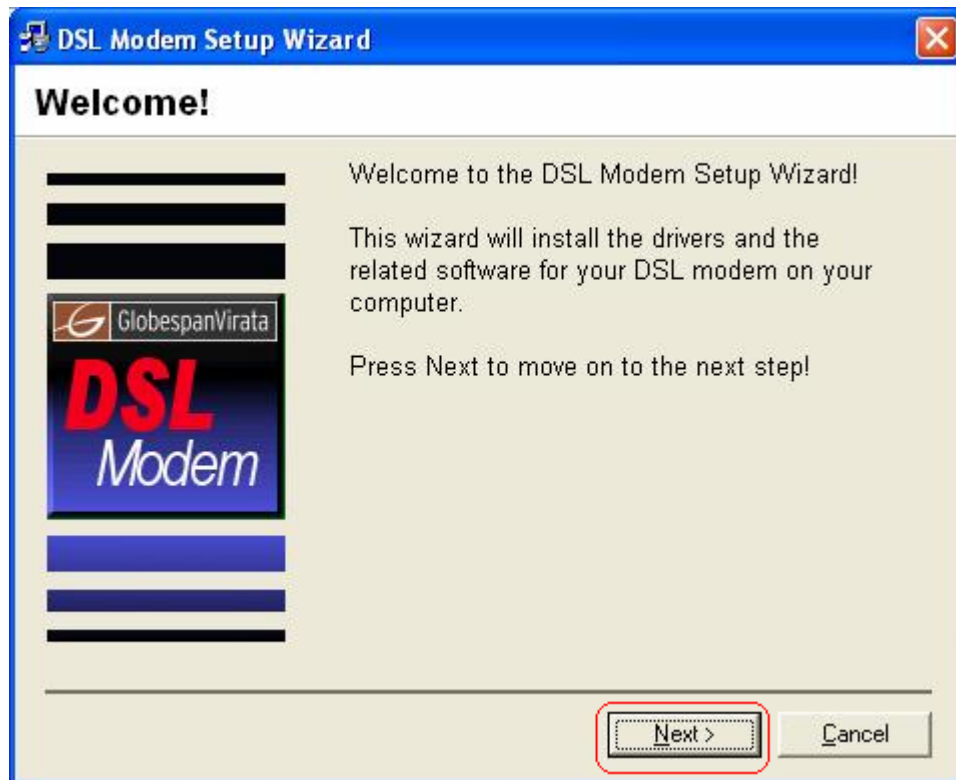 DSL Modem Setup Wizard
Welcome!
Welcome to the DSL Modem Setup Wizard!
This wizard will install the drivers and the
related software for your DSL modem on your
computer.
Press Next to move on to the next step!
GlobespanVirata
DSL
Modem
Next >
Cancel